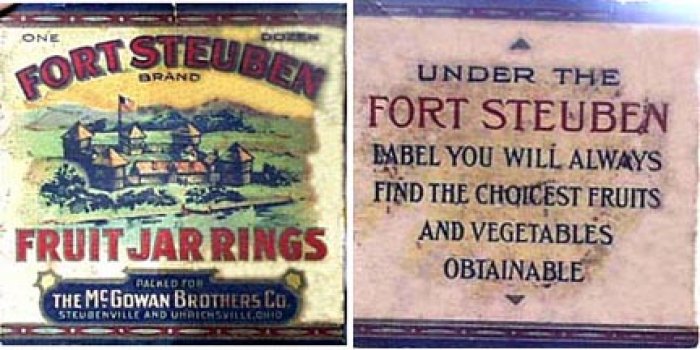 ONE DOZEN
FORT STEUBEN
BRAND
FRUIT JAR RINGS
PACKED FOR
THE McGOWAN BROTHERS CO.
STEUBENVILLE AND UHRICHSVILLE, OHIO
UNDER THE
FORT STEUBEN
LABEL YOU WILL ALWAYS
FIND THE CHOICEST FRUITS
AND VEGETABLES
OBTAINABLE